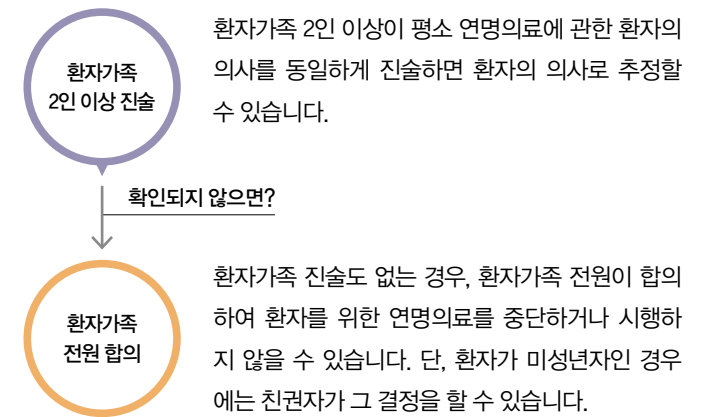 환자가족
2인 이상 진술
환자가족 2인 이상이 평소 연명의료에 관한 환자의
의사를 동일하게 진술하면 환자의 의사로 추정할
수 있습니다.
확인되지 않으면?
환자가족
전원 합의
환자가족 진술도 없는 경우, 환자가족 전원이 합의
하여 환자를 위한 연명의료를 중단하거나 시행하
지 않을 수 있습니다. 단, 환자가 미성년자인 경우
에는 친권자가 그 결정을 할 수 있습니다.